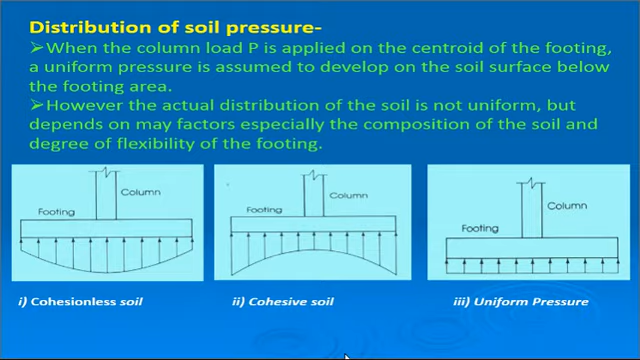 Distribution of soil pressure-
➢When the column load P is applied on the centroid of the footing,
a uniform pressure is assumed to develop on the soil surface below
the footing area.
➢However the actual distribution of the soil is not uniform, but
depends on may factors especially the composition of the soil and
degree of flexibility of the footing.
Column
Footing
Column
Footing
Column
Footing
i) Cohesionless soil
ii) Cohesive soil
iii) Uniform Pressure